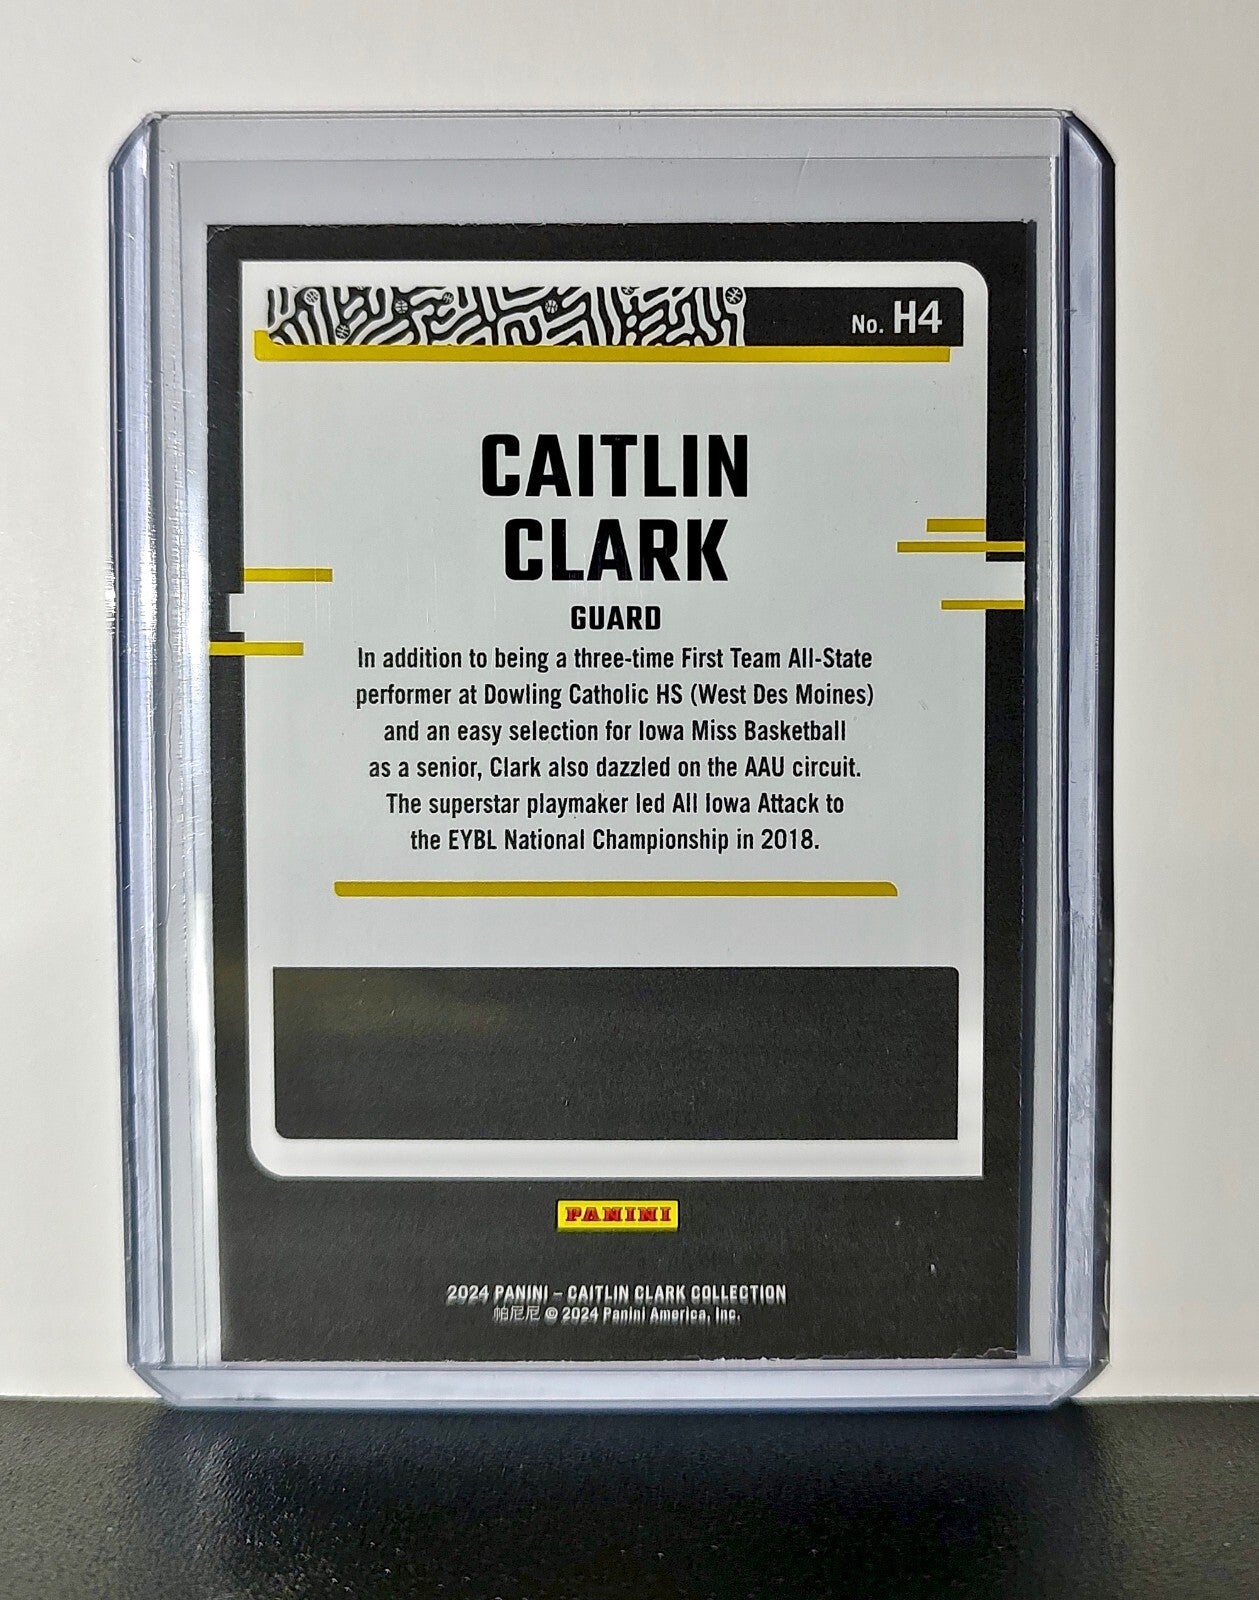 No. H4
CAITLIN
CLARK
GUARD
In addition to being a three-time First Team All-State
performer at Dowling Catholic HS (West Des Moines)
and an easy selection for Iowa Miss Basketball
as a senior, Clark also dazzled on the AAU circuit.
The superstar playmaker led All Iowa Attack to
the EYBL National Championship in 2018.
PANINI
2024 PANINI – CAITLIN CLARK COLLECTION
帕尼尼 © 2024 Panini America, Inc.